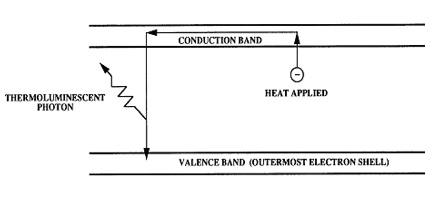 CONDUCTION BAND
HEAT APPLIED
THERMOLUMINESCENT
PHOTON
VALENCE BAND (OUTERMOST ELECTRON SHELL)